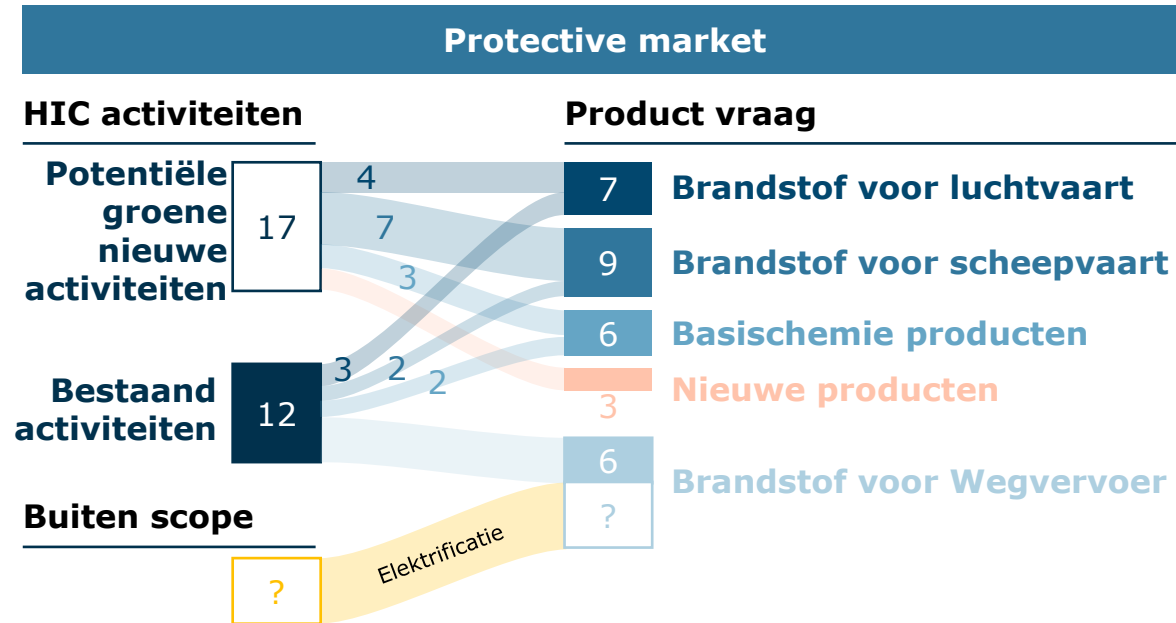 Protective market
HIC activiteiten
Product vraag
Potentiële
groene
nieuwe
activiteiten
17
4
7
3
7
Brandstof voor luchtvaart
9
Brandstof voor scheepvaart
6
Basischemie producten
Nieuwe producten
3
Bestaand
activiteiten
12
3
2
2
6
?
Brandstof voor Wegvervoer
Buiten scope
?
Elektrificatie